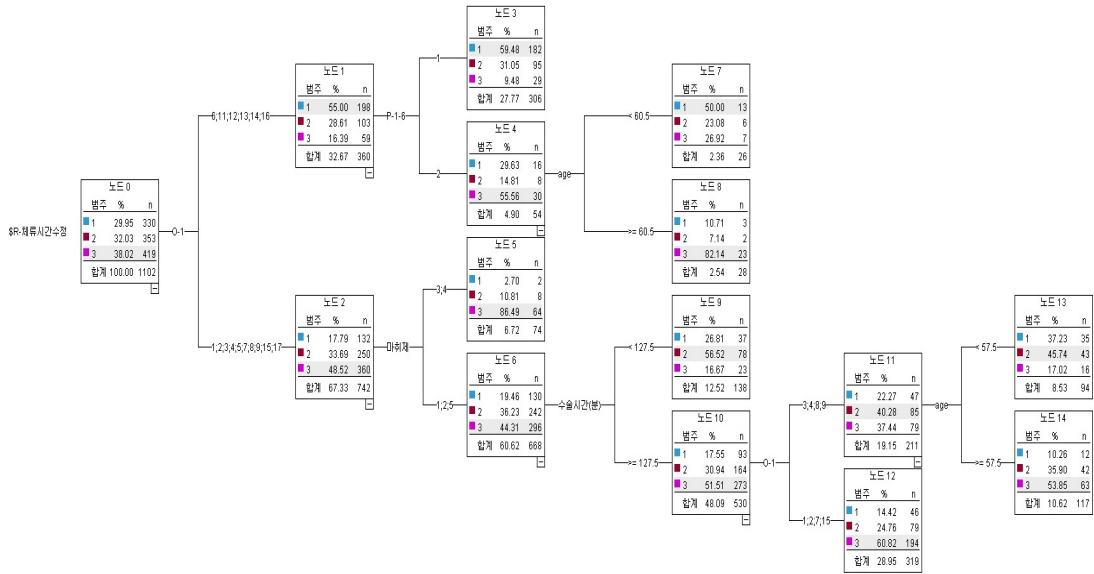 $R-체류시간수정
노드 0
범주 % n
1 29.95 330
2 32.03 353
3 38.02 419
합계 100.00 1102
O-1
6;11;12;13;14;16
노드 1
범주 % n
1 55.00 198
2 28.61 103
3 16.39 59
합계 32.67 360
P-1-6
1
노드 3
범주 % n
1 59.48 182
2 31.05 95
3 9.48 29
합계 27.77 306
2
노드 4
범주 % n
1 29.63 16
2 14.81 8
3 55.56 30
합계 4.90 54
age
< 60.5
노드 7
범주 % n
1 50.00 13
2 23.08 6
3 26.92 7
합계 2.36 26
>= 60.5
노드 8
범주 % n
1 10.71 3
2 7.14 2
3 82.14 23
합계 2.54 28
1;2;3;4;5;7;8;9;15;17
노드 2
범주 % n
1 17.79 132
2 33.69 250
3 48.52 360
합계 67.33 742
마취제
3;4
노드 5
범주 % n
1 2.70 2
2 10.81 8
3 86.49 64
합계 6.72 74
1;2;5
노드 6
범주 % n
1 19.46 130
2 36.23 242
3 44.31 296
합계 60.62 668
수술시간(분)
< 127.5
노드 9
범주 % n
1 26.81 37
2 56.52 78
3 16.67 23
합계 12.52 138
>= 127.5
노드 10
범주 % n
1 17.55 93
2 30.94 164
3 51.51 273
합계 48.09 530
O-1
3;4;8;9
노드 11
범주 % n
1 22.27 47
2 40.28 85
3 37.44 79
합계 19.15 211
age
< 57.5
노드 13
범주 % n
1 37.23 35
2 45.74 43
3 17.02 16
합계 8.53 94
>= 57.5
노드 14
범주 % n
1 10.26 12
2 35.90 42
3 53.85 63
합계 10.62 117
1;2;7;15
노드 12
범주 % n
1 14.42 46
2 24.76 79
3 60.82 194
합계 28.95 319